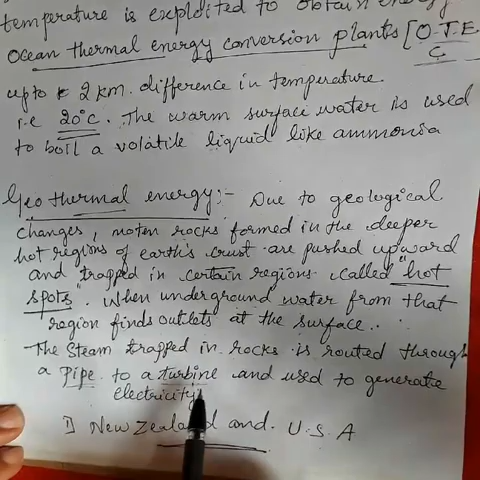 temperature is exploited to obtain energy
Ocean thermal energy conversion plants [O.T.E
C
upto 2 km. difference in temperature
i.e 20°C. The warm surface water is used
to boil a volatile liquid like ammonia
Geothermal energy:- Due to geological
changes, molten rocks formed in the deeper
hot regions of earth's crust are pushed upward
and trapped in certain regions called "hot
spots". When underground water from that
region finds outlets at the surface.
- The steam trapped in rocks is routed through
a pipe to a turbine and used to generate
electricity
New Zealand and U.S.A